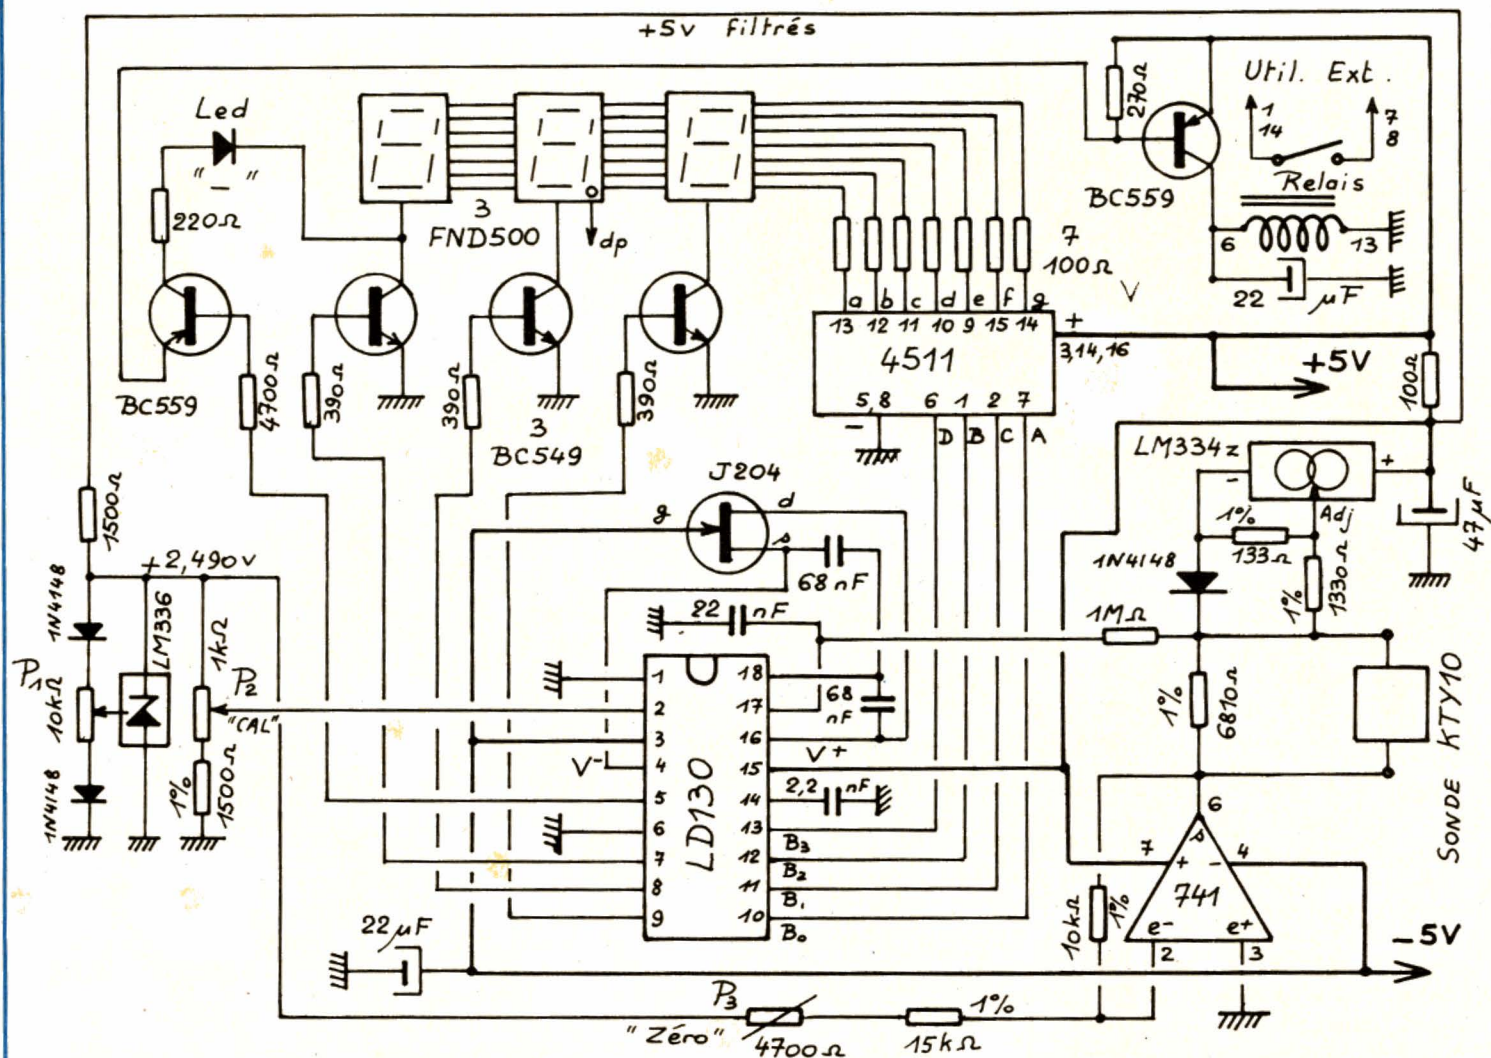 +5v filtrés
Led
"-"
220Ω
3
FND500
dp
270Ω
Util. Ext.
1
14
7
8
BC559
Relais
6
13
22 µF
7
100Ω
V
BC559
4700Ω
390Ω
390Ω
390Ω
3
BC549
a b c d e f g
13 12 11 10 9 15 14
4511
+
3,14,16
5,8 6 1 2 7
-
D B C A
+5V
100Ω
LM334z
-
+
Adj
47µF
1%
133Ω
1330Ω
1%
1N4148
J204
g
d
s
68nF
22 nF
1MΩ
1500Ω
+2,490v
1N4148
LM336
1kΩ
P1
10kΩ
P2
"CAL"
1N4148
1%
1500Ω
1
2
3
4
5
6
7
8
9
V-
LD130
18
17
16
15
14
13
12
11
10
68
nF
V+
2,2 nF
B3
B2
B1
B0
1%
6810Ω
SONDE KTY10
6
s
7
+
-
4
741
e-
e+
2
3
10kΩ
1%
-5V
22µF
P3
"Zéro"
4700Ω
15kΩ
1%